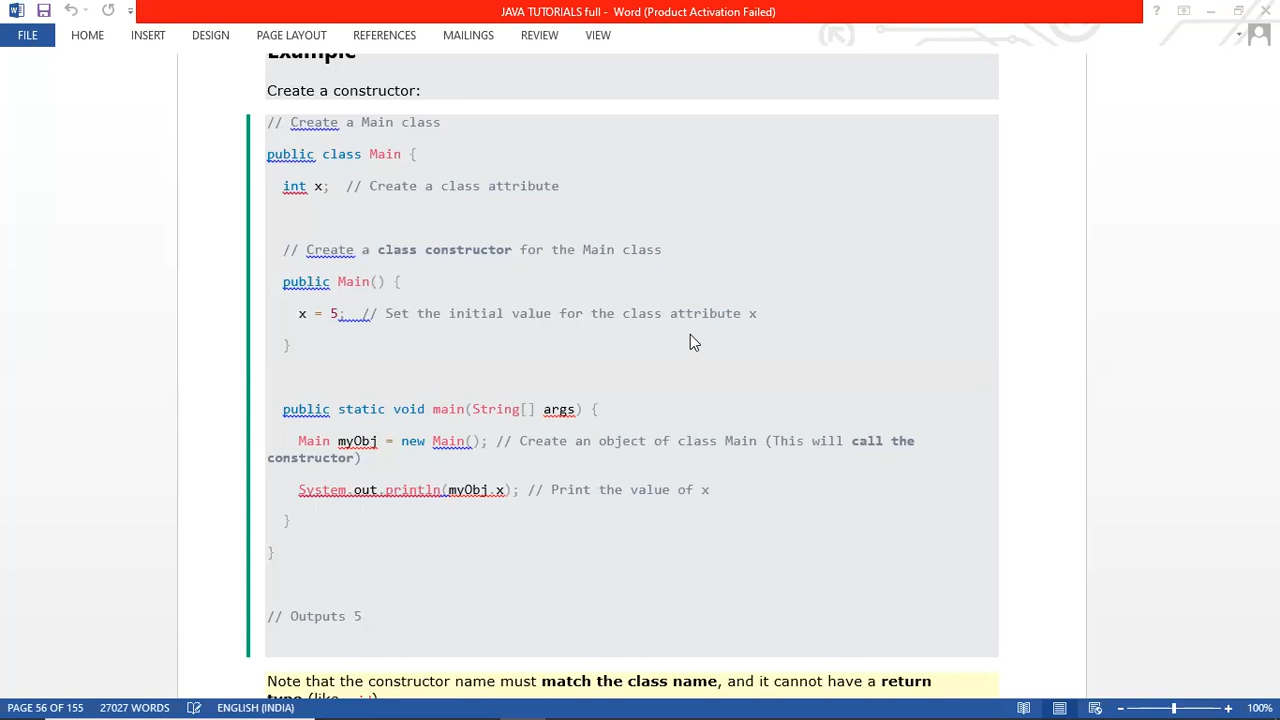 JAVA TUTORIALS full - Word (Product Activation Failed)
FILE HOME INSERT DESIGN PAGE LAYOUT REFERENCES MAILINGS REVIEW VIEW
Example
Create a constructor:
// Create a Main class
public class Main {
int x;  // Create a class attribute
// Create a class constructor for the Main class
public Main() {
x = 5;  // Set the initial value for the class attribute x
}
public static void main(String[] args) {
Main myObj = new Main(); // Create an object of class Main (This will call the
constructor)
System.out.println(myObj.x); // Print the value of x
}
}
// Outputs 5
Note that the constructor name must match the class name, and it cannot have a return
type (like
PAGE 56 OF 155 27027 WORDS ENGLISH (INDIA) 100%